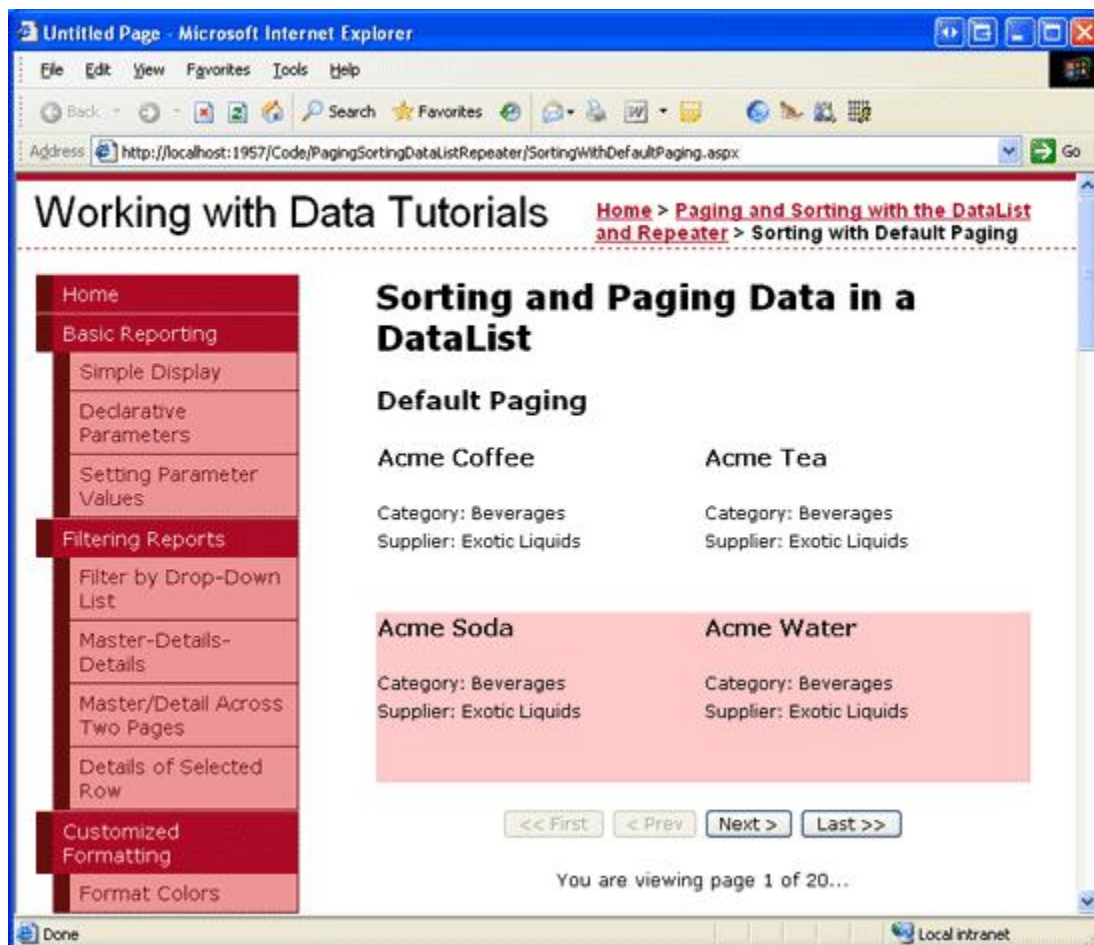 Untitled Page - Microsoft Internet Explorer
File Edit View Favorites Tools Help
Back Search Favorites
Address http://localhost:1957/Code/PagingSortingDataListRepeater/SortingWithDefaultPaging.aspx Go
Working with Data Tutorials
Home > Paging and Sorting with the DataList
and Repeater > Sorting with Default Paging
Home
Basic Reporting
Simple Display
Declarative
Parameters
Setting Parameter
Values
Filtering Reports
Filter by Drop-Down
List
Master-Details-
Details
Master/Detail Across
Two Pages
Details of Selected
Row
Customized
Formatting
Format Colors
Sorting and Paging Data in a
DataList
Default Paging
Acme Coffee
Category: Beverages
Supplier: Exotic Liquids
Acme Tea
Category: Beverages
Supplier: Exotic Liquids
Acme Soda
Category: Beverages
Supplier: Exotic Liquids
Acme Water
Category: Beverages
Supplier: Exotic Liquids
<< First < Prev Next > Last >>
You are viewing page 1 of 20...
Done Local intranet